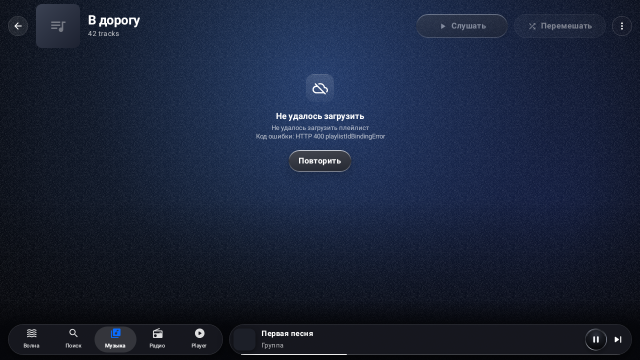 В дорогу
42 tracks
Слушать
Перемешать
Не удалось загрузить
Не удалось загрузить плейлист
Код ошибки: HTTP 400 playlistIdBindingError
Повторить
Волна
Поиск
Музыка
Радио
Player
Первая песня
Группа